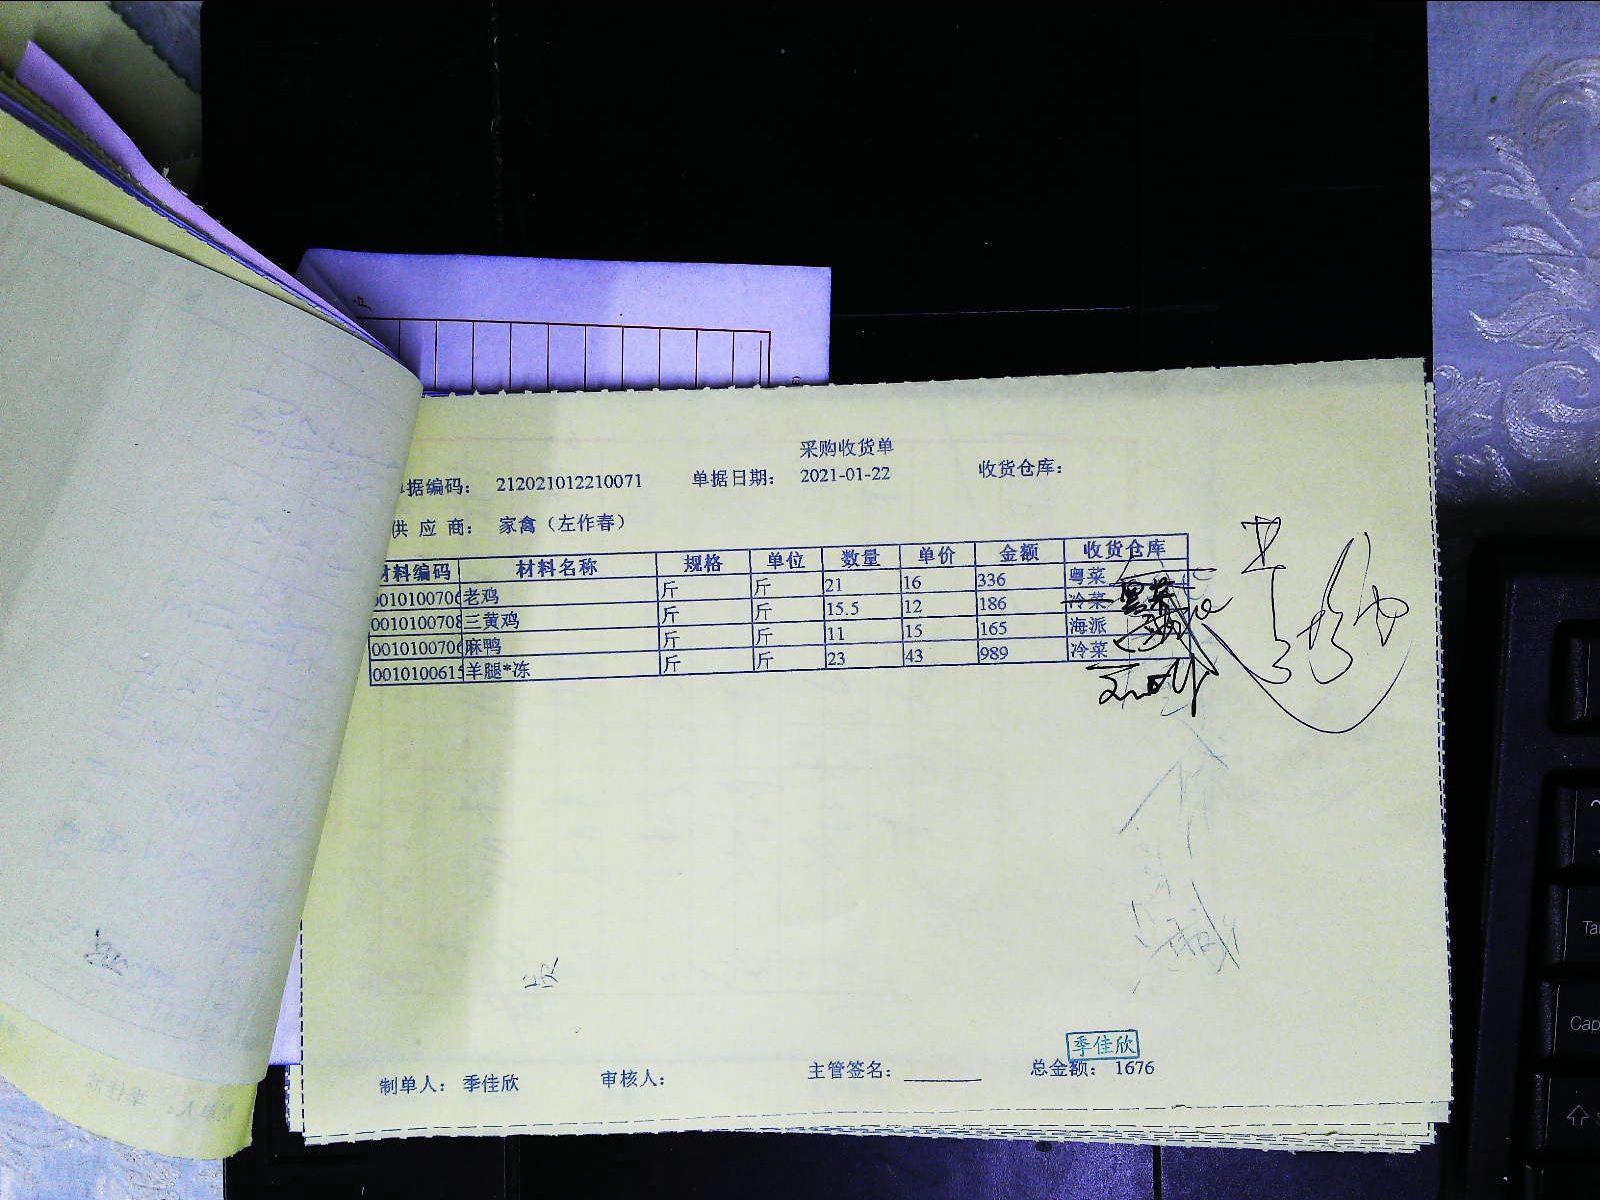 采购收货单
据编码： 212021012210071 单据日期： 2021-01-22 收货仓库：
供 应 商： 家禽（左作春）
材料编码 材料名称 规格 单位 数量 单价 金额 收货仓库
0010100706 老鸡 斤 斤 21 16 336 粤菜
0010100708 三黄鸡 斤 斤 15.5 12 186 冷菜 粤菜
0010100706 麻鸭 斤 斤 11 15 165 海派
0010100615 羊腿*冻 斤 斤 23 43 989 冷菜
季佳欣
制单人： 季佳欣 审核人： 主管签名： 总金额： 1676